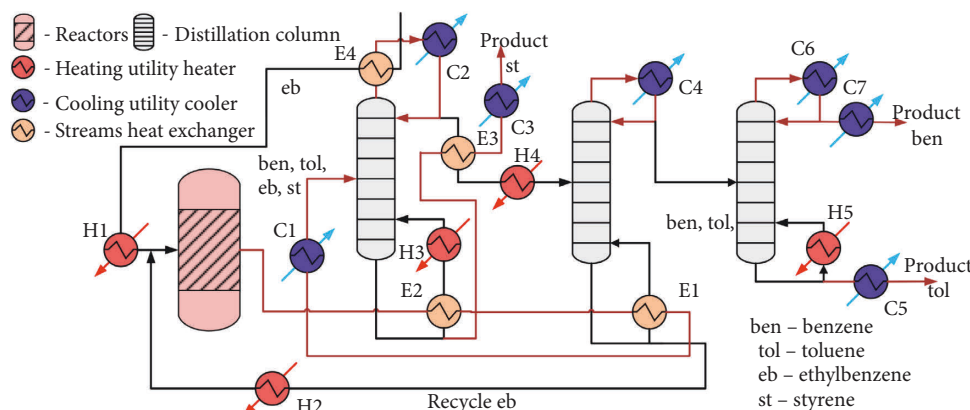 - Reactors
- Distillation column
- Heating utility heater
- Cooling utility cooler
- Streams heat exchanger
E4
eb
C2
Product
st
C3
E3
H4
C4
C6
C7
Product
ben
ben, tol,
eb, st
H1
C1
H3
E2
E1
ben, tol,
H5
Product
tol
C5
H2
Recycle eb
ben – benzene
tol – toluene
eb – ethylbenzene
st – styrene